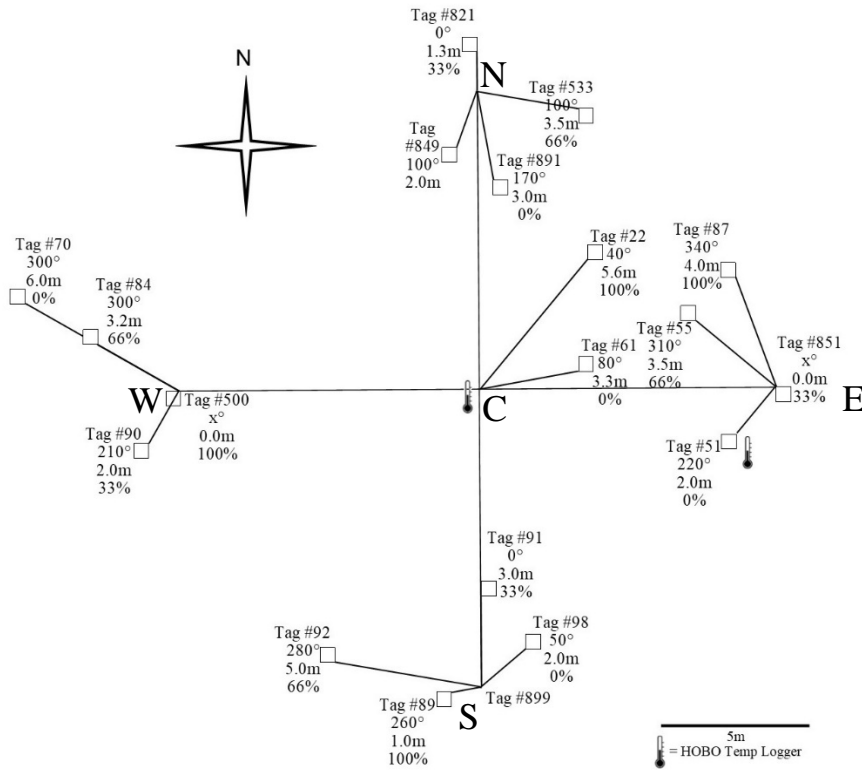 Tag #821
0°
1.3m
33%
N
N
Tag #533
100°
3.5m
66%
Tag
#849
100°
2.0m
Tag #891
170°
3.0m
0%
Tag #22
40°
5.6m
100%
Tag #87
340°
4.0m
100%
Tag #70
300°
6.0m
0%
Tag #84
300°
3.2m
66%
Tag #55
310°
3.5m
66%
Tag #61
80°
3.3m
0%
Tag #851
x°
0.0m
33%
W
Tag #500
x°
0.0m
100%
C
E
Tag #90
210°
2.0m
33%
Tag #51
220°
2.0m
0%
Tag #91
0°
3.0m
33%
Tag #92
280°
5.0m
66%
Tag #98
50°
2.0m
0%
Tag #89
260°
1.0m
100%
S
Tag #899
5m
= HOBO Temp Logger